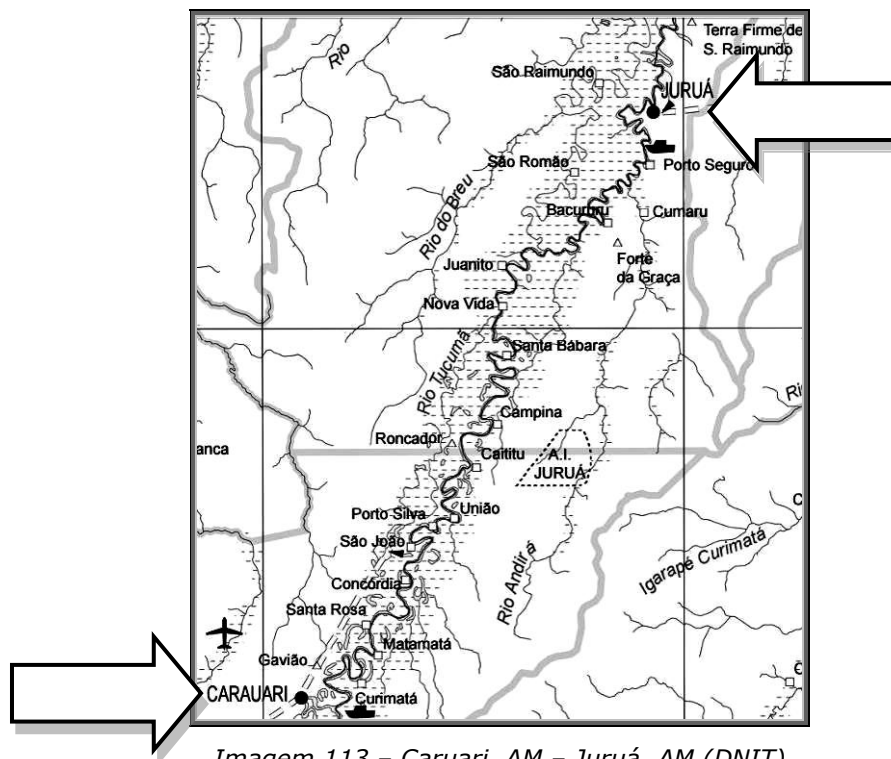 Terra Firme de
S. Raimundo
Rio
São Raimundo
JURUÁ
São Romão
Porto Seguro
Rio do Breu
Bacururu
Cumaru
Juanito
Forte
da Graça
Nova Vida
Santa Bábara
Rio Tucumã
Campina
Roncador
anca
Caititu
A.I.
JURUÁ
União
Porto Silva
São João
Rio Andirá
Igarapé Curimatá
Concórdia
Santa Rosa
Matamatá
Gavião
CARAUARI
Curimatá
Imagem 113 – Caruari, AM – Juruá, AM (DNIT)